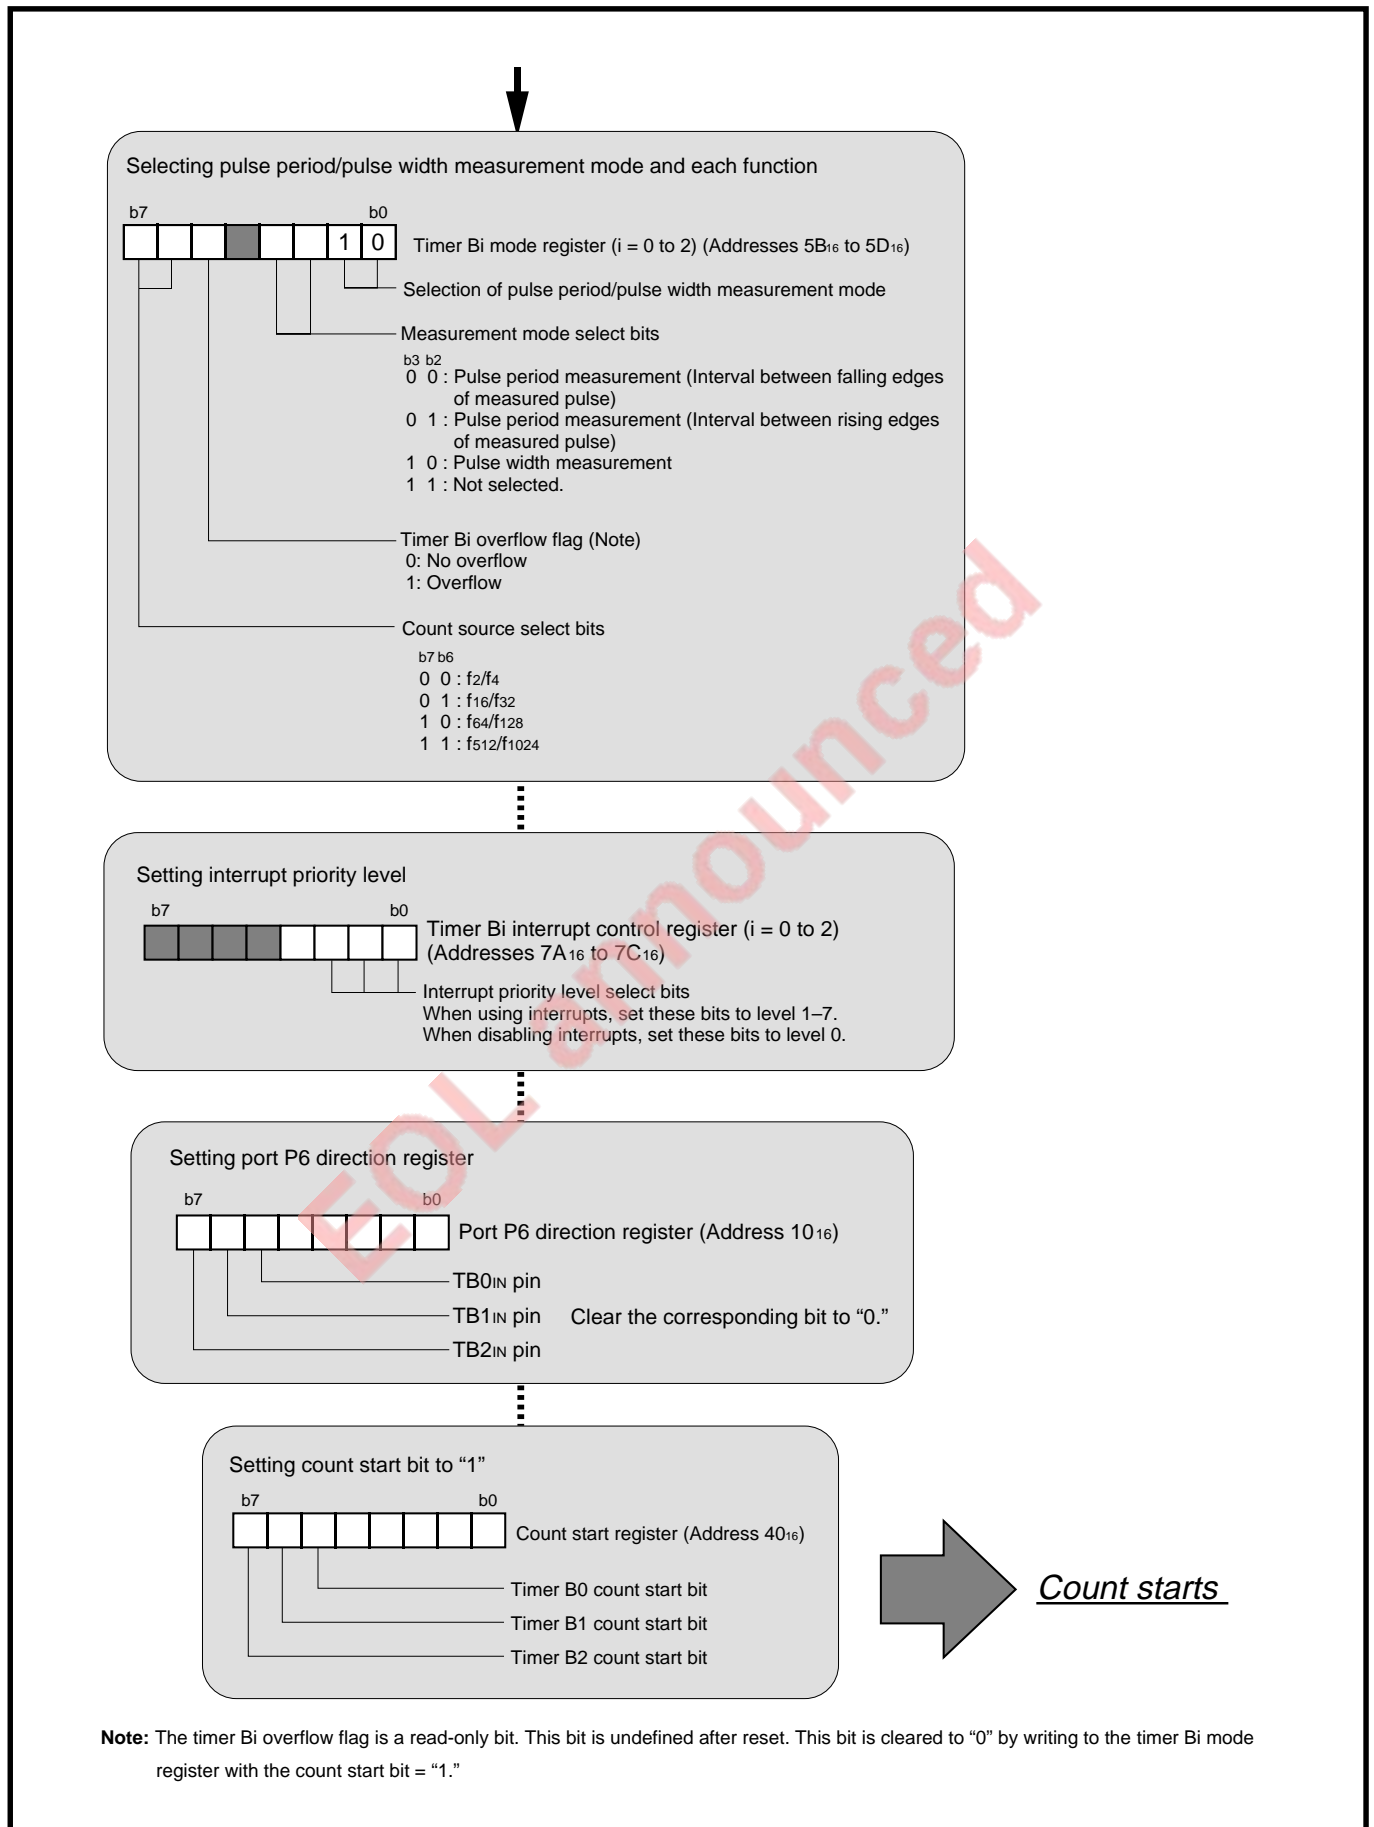 Selecting pulse period/pulse width measurement mode and each function
b7 b0
1 0 Timer Bi mode register (i = 0 to 2) (Addresses 5B16 to 5D16)
Selection of pulse period/pulse width measurement mode
Measurement mode select bits
b3 b2
0 0 : Pulse period measurement (Interval between falling edges
of measured pulse)
0 1 : Pulse period measurement (Interval between rising edges
of measured pulse)
1 0 : Pulse width measurement
1 1 : Not selected.
Timer Bi overflow flag (Note)
0: No overflow
1: Overflow
Count source select bits
b7 b6
0 0 : f2/f4
0 1 : f16/f32
1 0 : f64/f128
1 1 : f512/f1024
Setting interrupt priority level
b7 b0
Timer Bi interrupt control register (i = 0 to 2)
(Addresses 7A16 to 7C16)
Interrupt priority level select bits
When using interrupts, set these bits to level 1–7.
When disabling interrupts, set these bits to level 0.
Setting port P6 direction register
b7 b0
Port P6 direction register (Address 1016)
TB0IN pin
TB1IN pin Clear the corresponding bit to “0.”
TB2IN pin
Setting count start bit to “1”
b7 b0
Count start register (Address 4016)
Timer B0 count start bit
Timer B1 count start bit
Timer B2 count start bit
Count starts
Note: The timer Bi overflow flag is a read-only bit. This bit is undefined after reset. This bit is cleared to “0” by writing to the timer Bi mode
register with the count start bit = “1.”
EOL announced